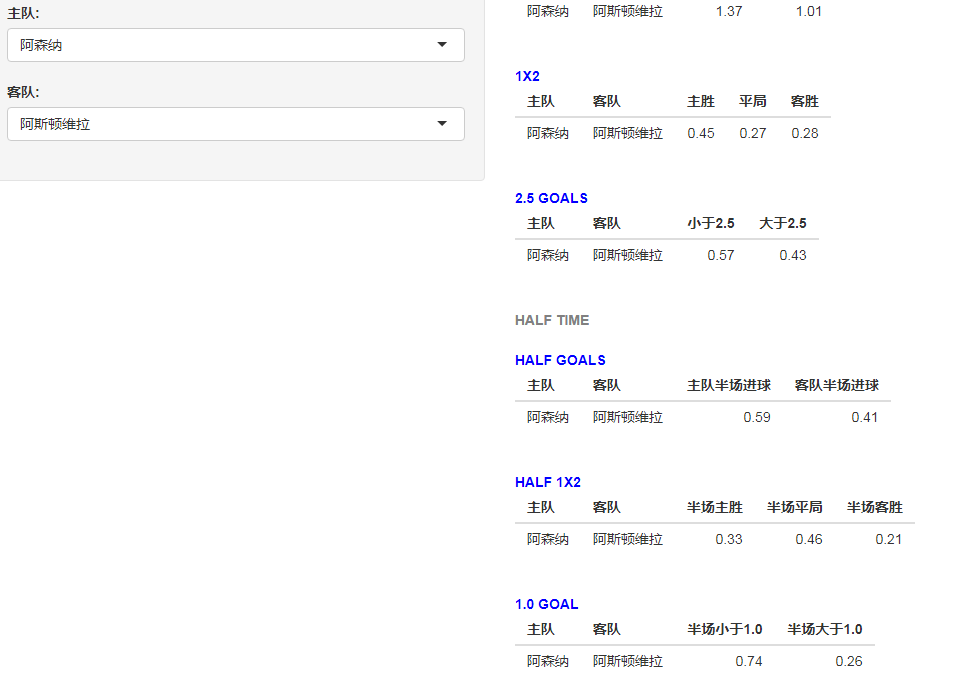 主队:
阿森纳
客队:
阿斯顿维拉
阿森纳 阿斯顿维拉 1.37 1.01
1X2
主队 客队 主胜 平局 客胜
阿森纳 阿斯顿维拉 0.45 0.27 0.28
2.5 GOALS
主队 客队 小于2.5 大于2.5
阿森纳 阿斯顿维拉 0.57 0.43
HALF TIME
HALF GOALS
主队 客队 主队半场进球 客队半场进球
阿森纳 阿斯顿维拉 0.59 0.41
HALF 1X2
主队 客队 半场主胜 半场平局 半场客胜
阿森纳 阿斯顿维拉 0.33 0.46 0.21
1.0 GOAL
主队 客队 半场小于1.0 半场大于1.0
阿森纳 阿斯顿维拉 0.74 0.26